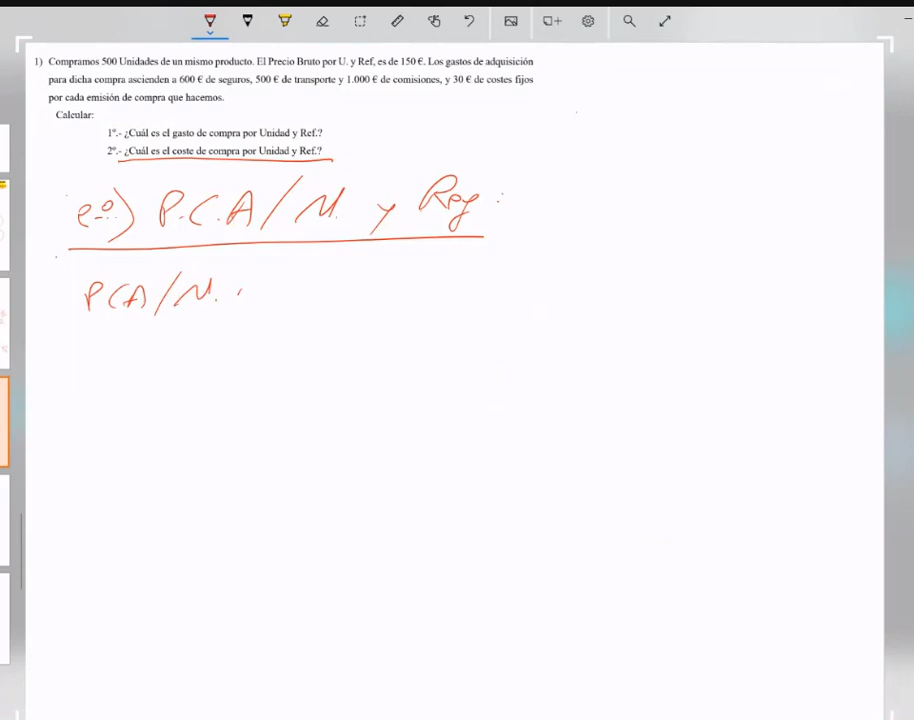 1) Compramos 500 Unidades de un mismo producto. El Precio Bruto por U. y Ref, es de 150 €. Los gastos de adquisición
para dicha compra ascienden a 600 € de seguros, 500 € de transporte y 1.000 € de comisiones, y 30 € de costes fijos
por cada emisión de compra que hacemos.
Calcular:
1º.- ¿Cuál es el gasto de compra por Unidad y Ref.?
2º.- ¿Cuál es el coste de compra por Unidad y Ref.?
P.C.A/U. y Ref:
PCA/U.